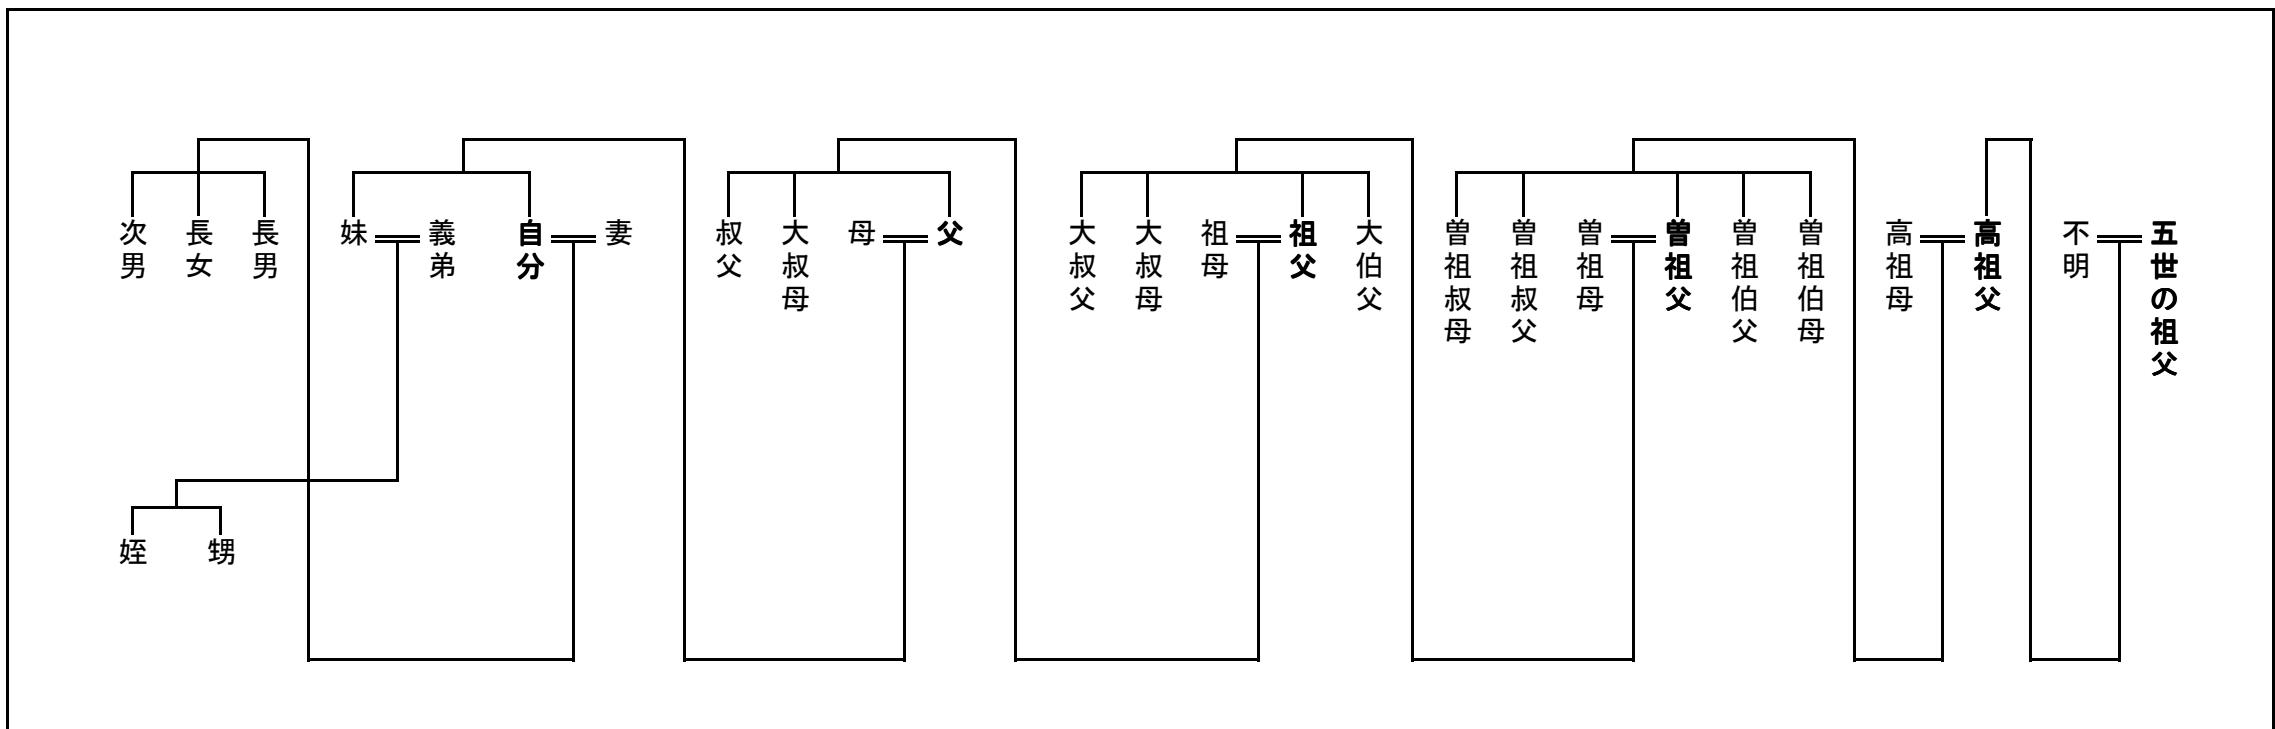 五世の祖父
不明
高祖父
高祖母
曽祖伯母
曽祖伯父
曽祖父
曽祖母
曽祖叔父
曽祖叔母
大伯父
祖父
祖母
大叔母
大叔父
父
母
大叔母
叔父
妻
自分
義弟
妹
長男
長女
次男
甥
姪